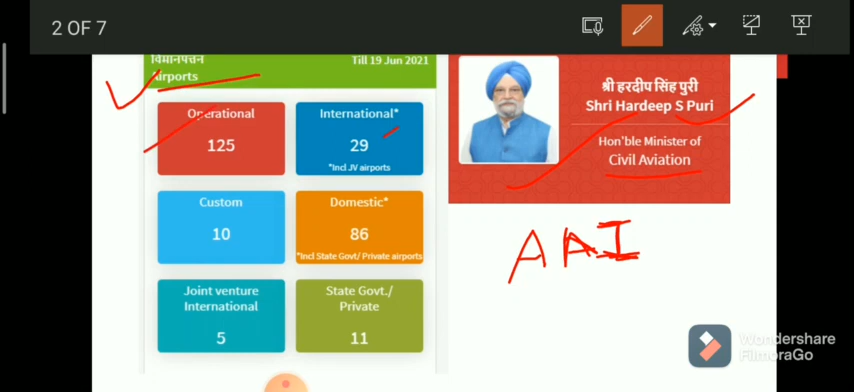 2 OF 7
विमानपत्तन
Airports
Till 19 Jun 2021
Operational
125
International*
29
*Incl JV airports
Custom
10
Domestic*
86
*Incl State Govt/ Private airports
Joint venture
International
5
State Govt./
Private
11
श्री हरदीप सिंह पुरी
Shri Hardeep S Puri
Hon'ble Minister of
Civil Aviation
AAI
Wondershare
FilmoraGo